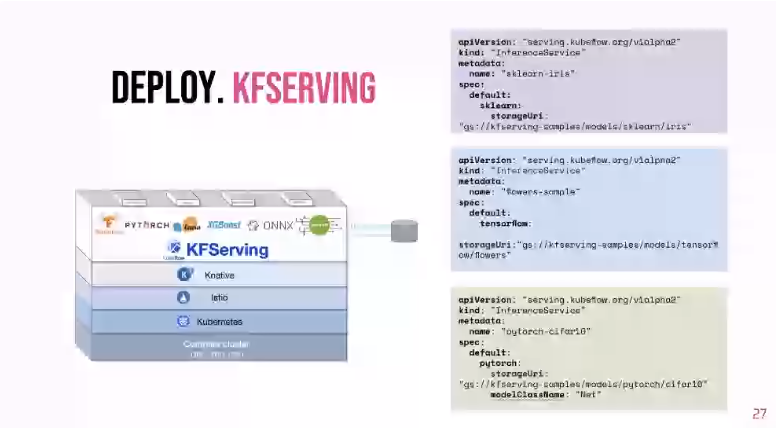 DEPLOY. KFSERVING
PYTORCH
XGBoost
ONNX
KFServing
Knative
Istio
Kubernetes
Compute cluster
apiVersion: "serving.kubeflow.org/v1alpha2"
kind: "InferenceService"
metadata:
name: "sklearn-iris"
spec:
default:
sklearn:
storageUri:
"gs://kfserving-samples/models/sklearn/iris"
apiVersion: "serving.kubeflow.org/v1alpha2"
kind: "InferenceService"
metadata:
name: "flowers-sample"
spec:
default:
tensorflow:
storageUri:"gs://kfserving-samples/models/tensorfl
ow/flowers"
apiVersion: "serving.kubeflow.org/v1alpha2"
kind: "InferenceService"
metadata:
name: "pytorch-cifar10"
spec:
default:
pytorch:
storageUri:
"gs://kfserving-samples/models/pytorch/cifar10"
modelClassName: "Net"
27